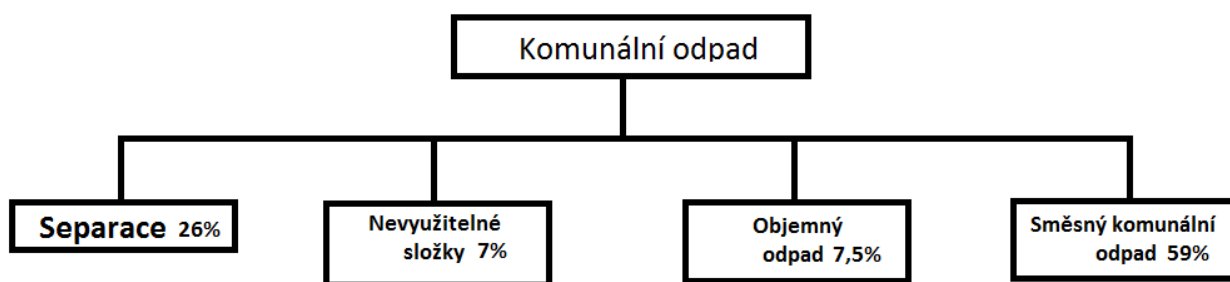 Komunální odpad
Separace 26%
Nevyužitelné
složky 7%
Objemný
odpad 7,5%
Směsný komunální
odpad 59%